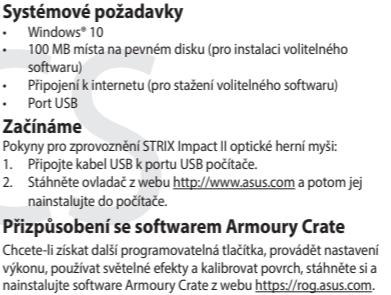 Systémové požadavky
• Windows® 10
• 100 MB místa na pevném disku (pro instalaci volitelného
softwaru)
• Připojení k internetu (pro stažení volitelného softwaru)
• Port USB
Začínáme
Pokyny pro zprovoznění STRIX Impact II optické herní myši:
1. Připojte kabel USB k portu USB počítače.
2. Stáhněte ovladač z webu http://www.asus.com a potom jej
nainstalujte do počítače.
Přizpůsobení se softwarem Armoury Crate
Chcete-li získat další programovatelná tlačítka, provádět nastavení
výkonu, používat světelné efekty a kalibrovat povrch, stáhněte si a
nainstalujte software Armoury Crate z webu https://rog.asus.com.